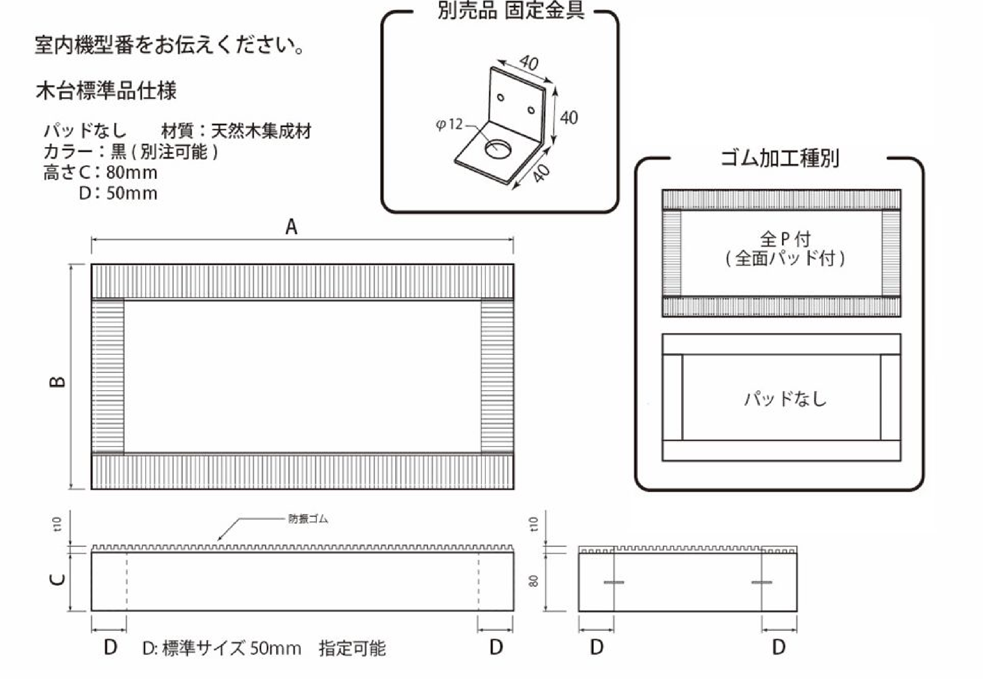 別売品 固定金具
室内機型番をお伝えください。
木台標準品仕様
パッドなし　材質：天然木集成材
カラー：黒 ( 別注可能 )
高さC：80mm
D：50mm
40
40
φ12
40
ゴム加工種別
全 P 付
( 全面パッド付 )
パッドなし
A
B
防振ゴム
t10
C
D
D: 標準サイズ 50mm　指定可能
D
t10
80
D
D